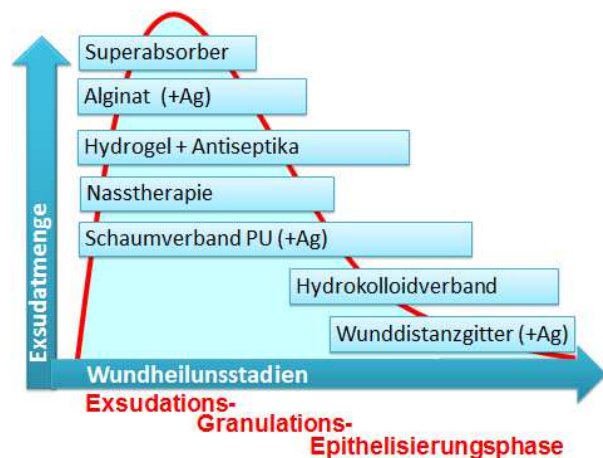 Superabsorber
Alginat (+Ag)
Hydrogel + Antiseptika
Nasstherapie
Schaumverband PU (+Ag)
Hydrokolloidverband
Wunddistanzgitter (+Ag)
Exsudatmenge
Wundheilunsstadien
Exsudations-
Granulations-
Epithelisierungsphase